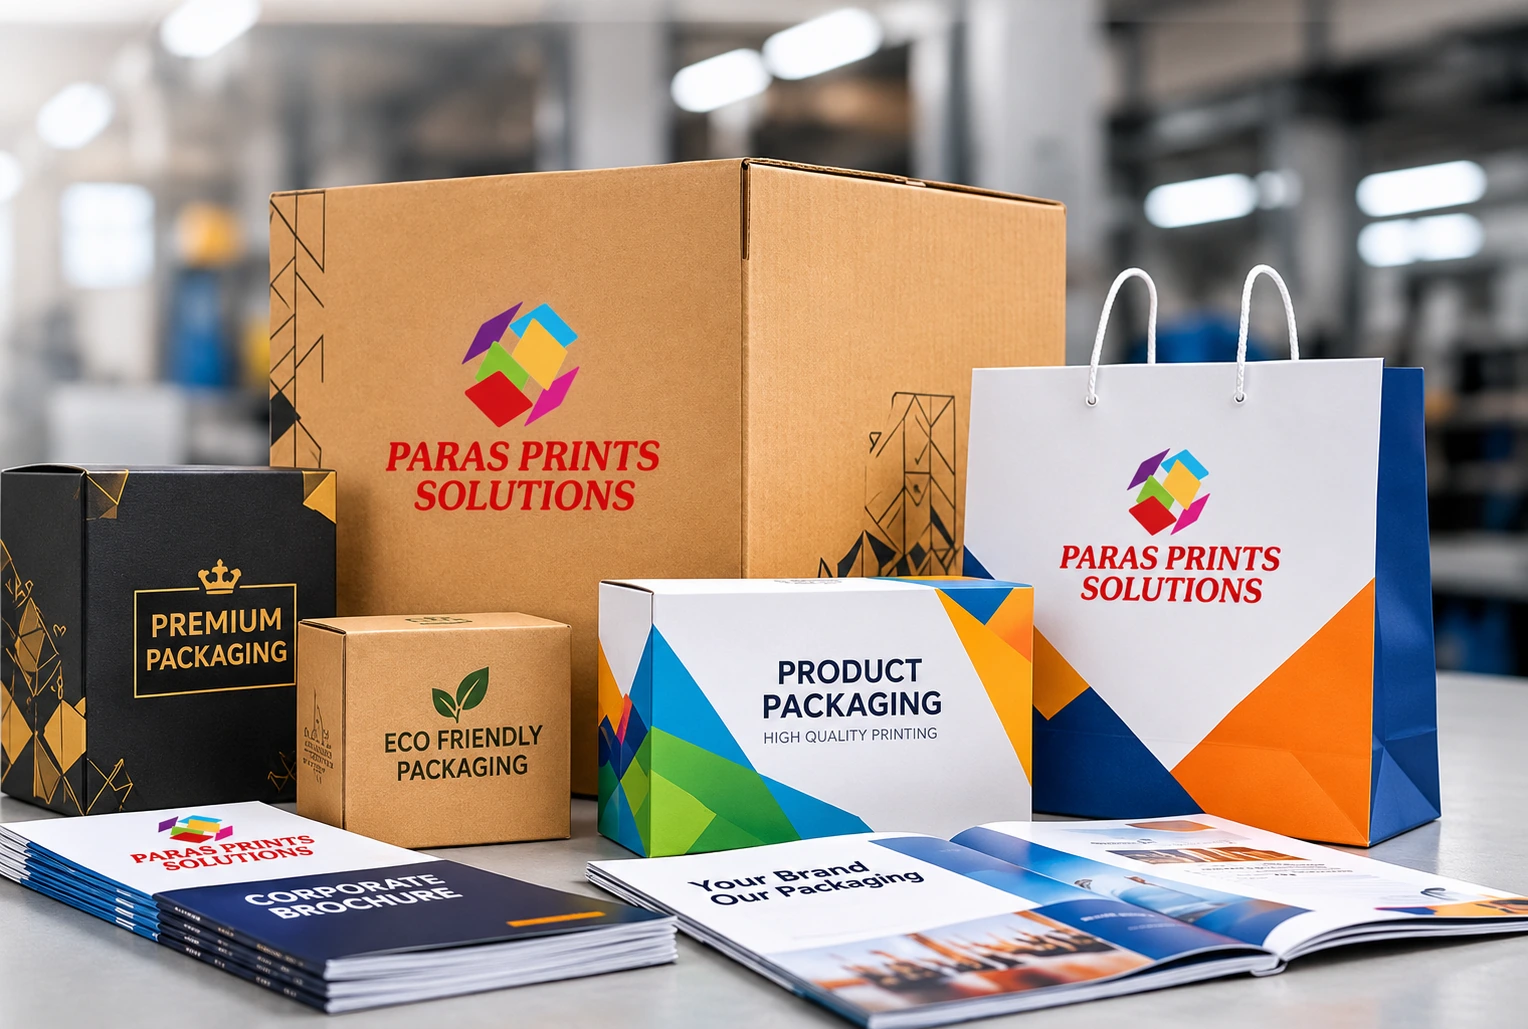 PARAS PRINTS
SOLUTIONS
PREMIUM
PACKAGING
ECO FRIENDLY
PACKAGING
PRODUCT
PACKAGING
HIGH QUALITY PRINTING
PARAS PRINTS
SOLUTIONS
PARAS PRINTS
SOLUTIONS
CORPORATE
BROCHURE
Your Brand
Our Packaging